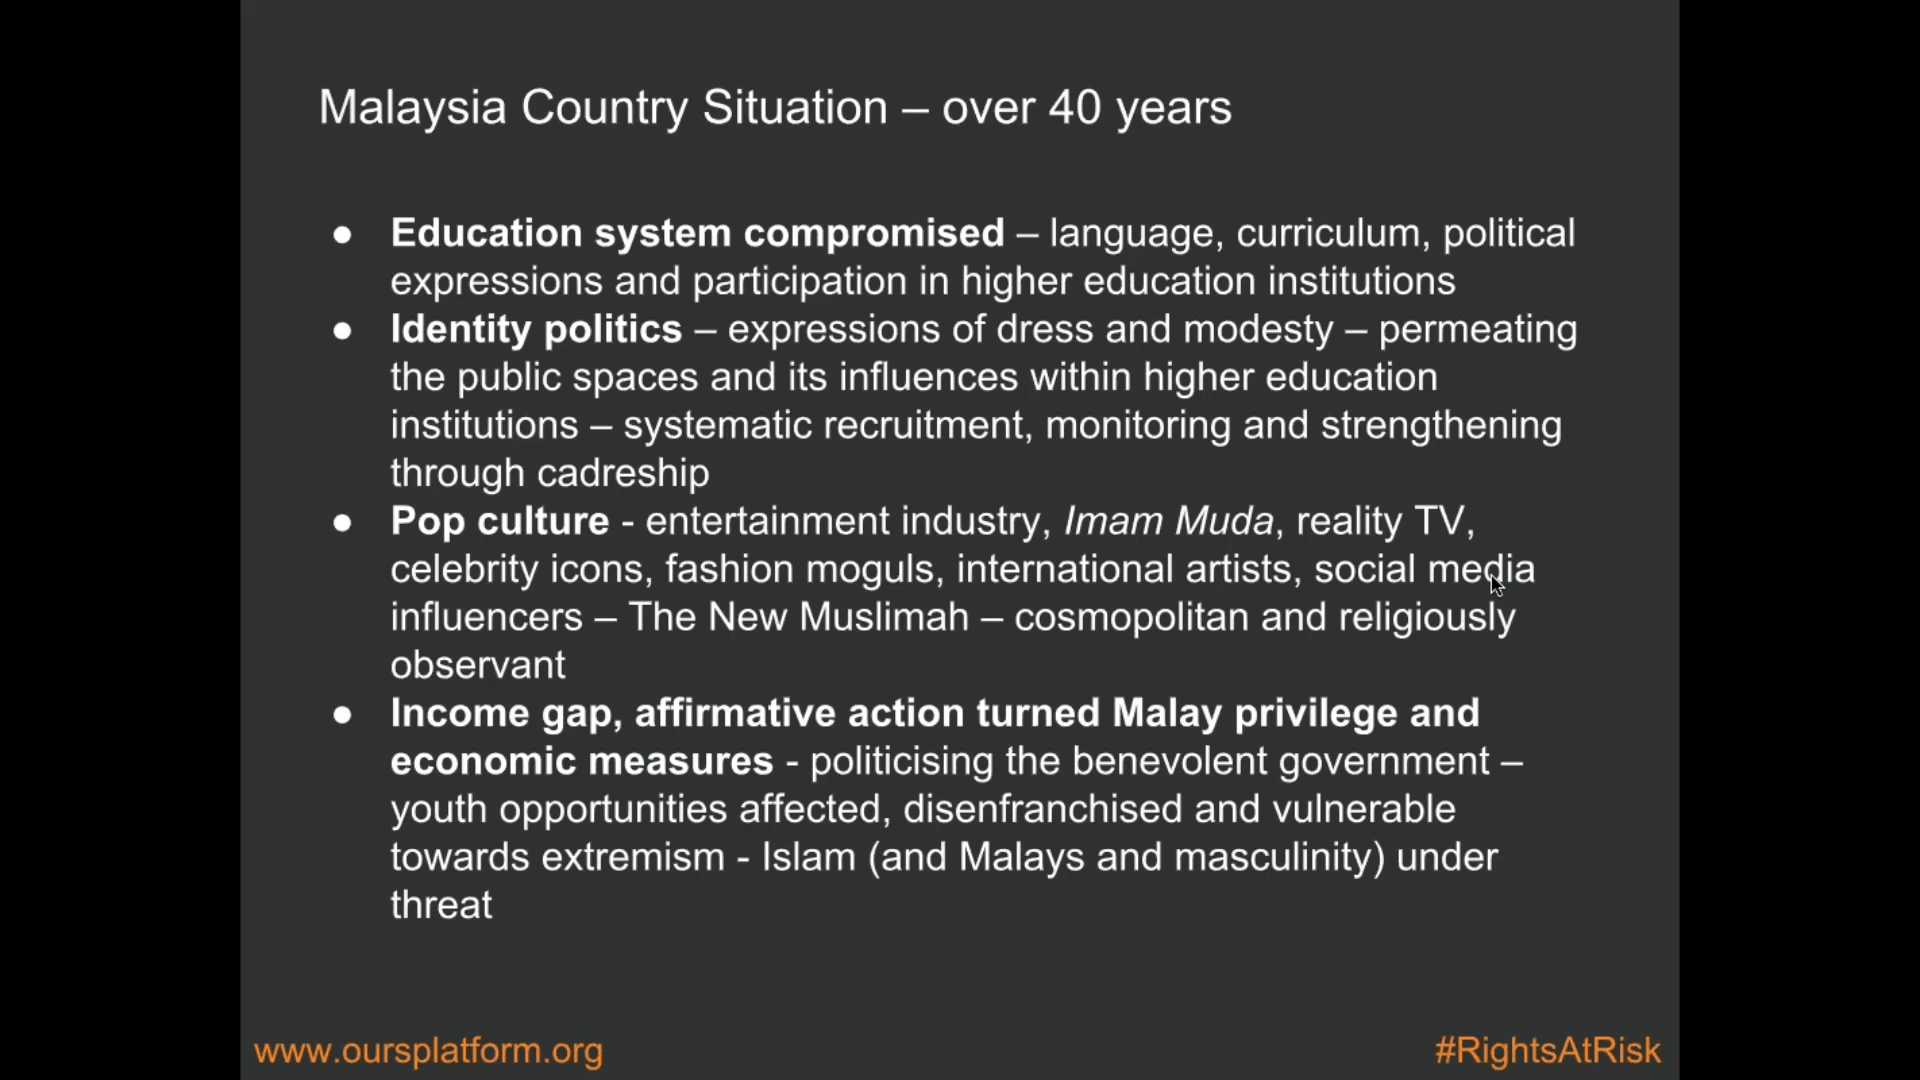 Malaysia Country Situation – over 40 years
● Education system compromised – language, curriculum, political
expressions and participation in higher education institutions
● Identity politics – expressions of dress and modesty – permeating
the public spaces and its influences within higher education
institutions – systematic recruitment, monitoring and strengthening
through cadreship
● Pop culture - entertainment industry, Imam Muda, reality TV,
celebrity icons, fashion moguls, international artists, social media
influencers – The New Muslimah – cosmopolitan and religiously
observant
● Income gap, affirmative action turned Malay privilege and
economic measures - politicising the benevolent government –
youth opportunities affected, disenfranchised and vulnerable
towards extremism - Islam (and Malays and masculinity) under
threat
www.oursplatform.org
#RightsAtRisk